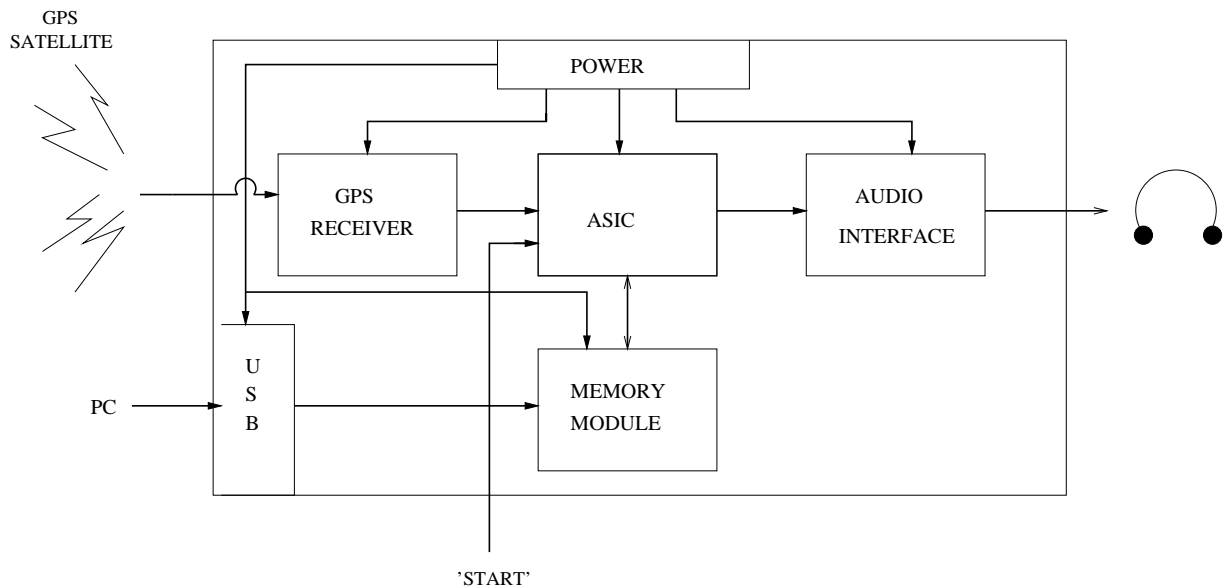 GPS
SATELLITE
POWER
GPS
RECEIVER
ASIC
AUDIO
INTERFACE
U
S
B
PC
MEMORY
MODULE
’START’